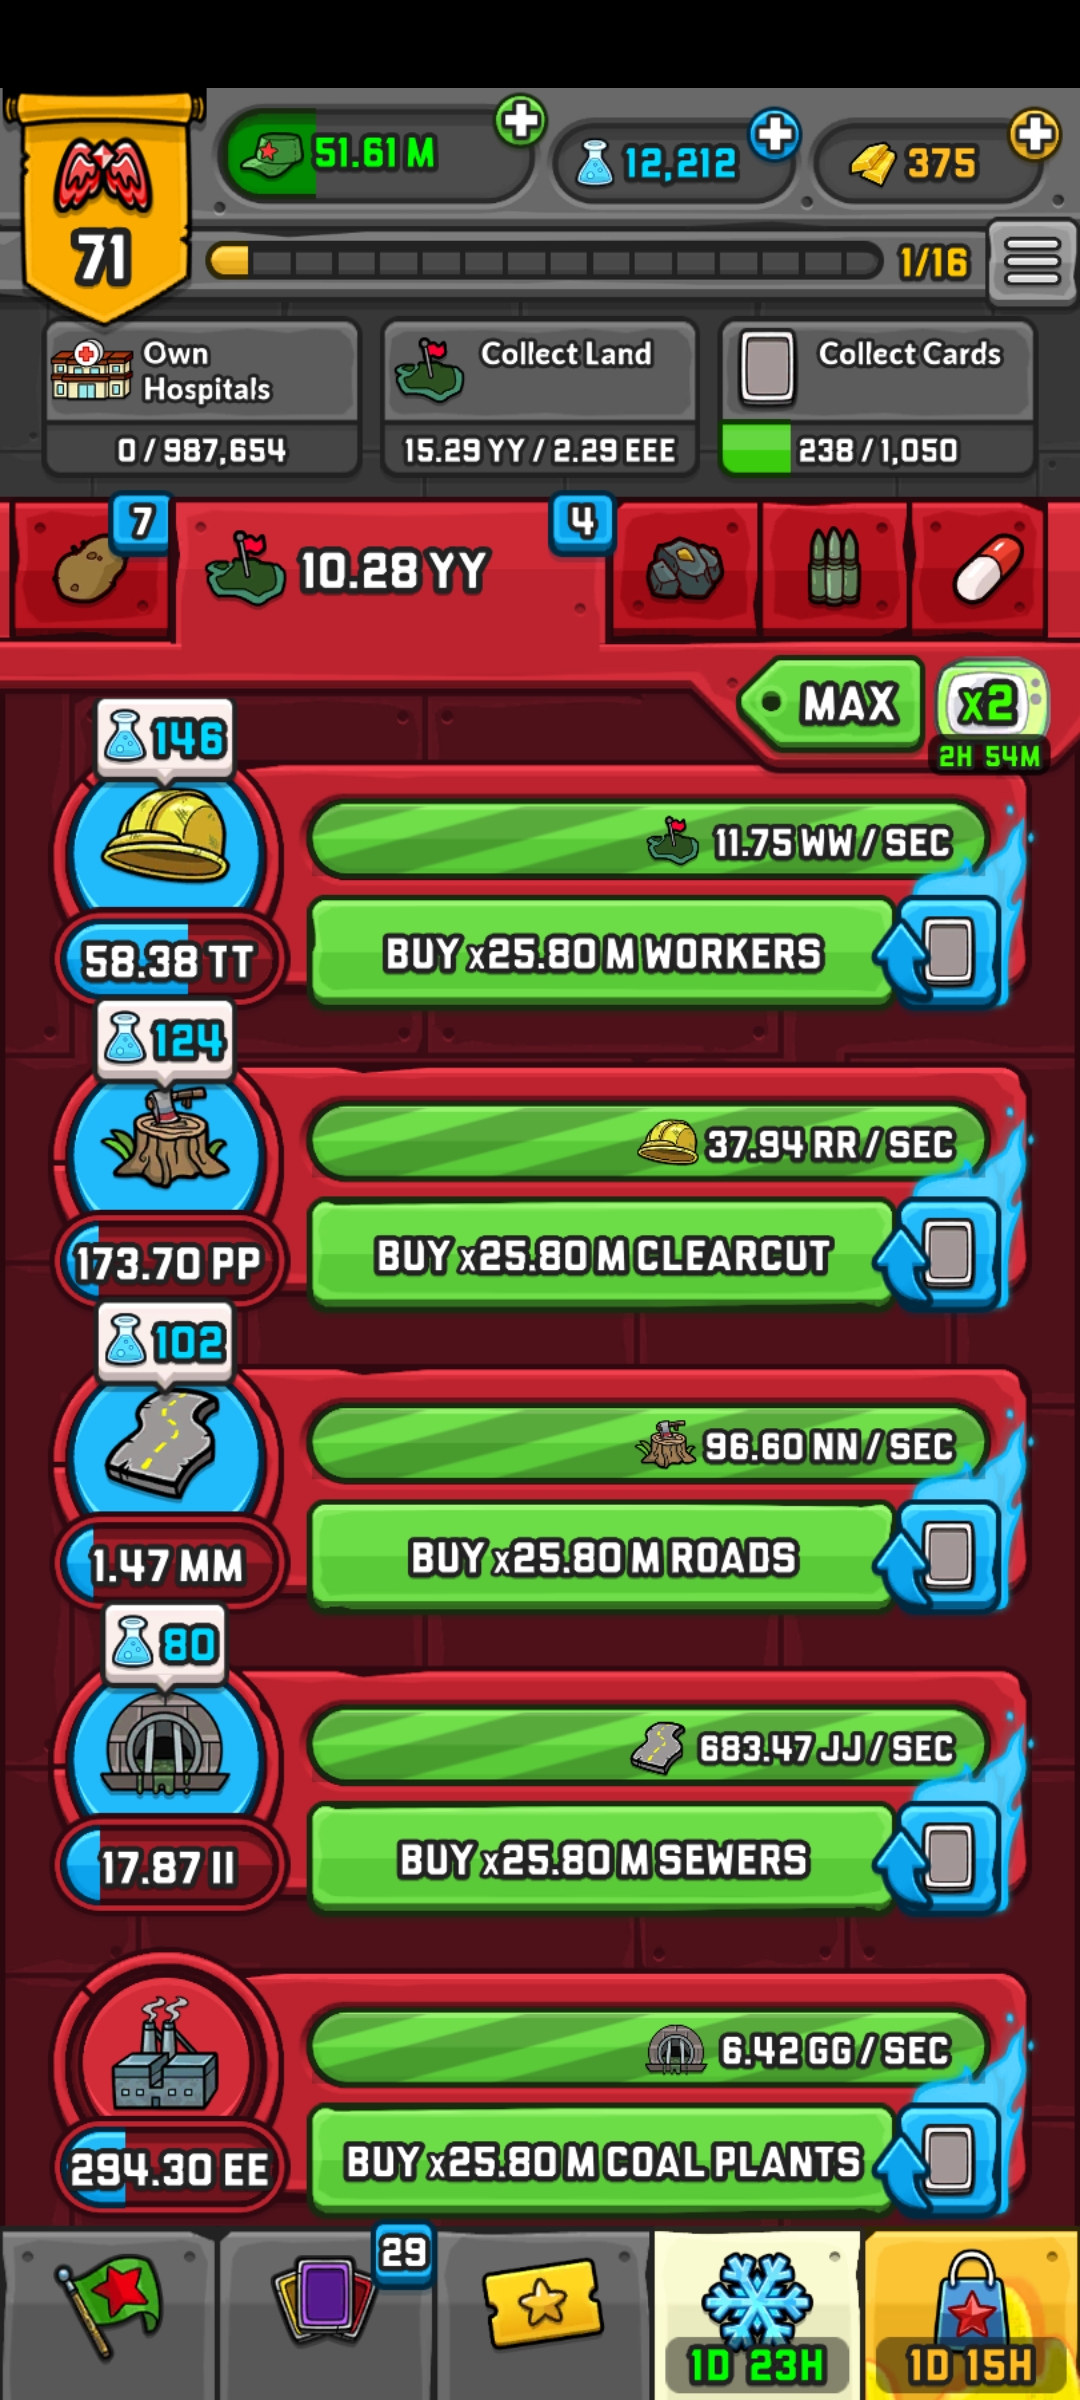 51.61 M
12,212
375
71
1/16
Own
Hospitals
0 / 987,654
Collect Land
15.29 YY / 2.29 EEE
Collect Cards
238 / 1,050
7
10.28 YY
4
MAX
x2
2H 54M
146
11.75 WW / SEC
58.38 TT
BUY x25.80 M WORKERS
124
37.94 RR / SEC
173.70 PP
BUY x25.80 M CLEARCUT
102
96.60 NN / SEC
1.47 MM
BUY x25.80 M ROADS
80
683.47 JJ / SEC
17.87 II
BUY x25.80 M SEWERS
6.42 GG / SEC
294.30 EE
BUY x25.80 M COAL PLANTS
29
1D 23H
1D 15H